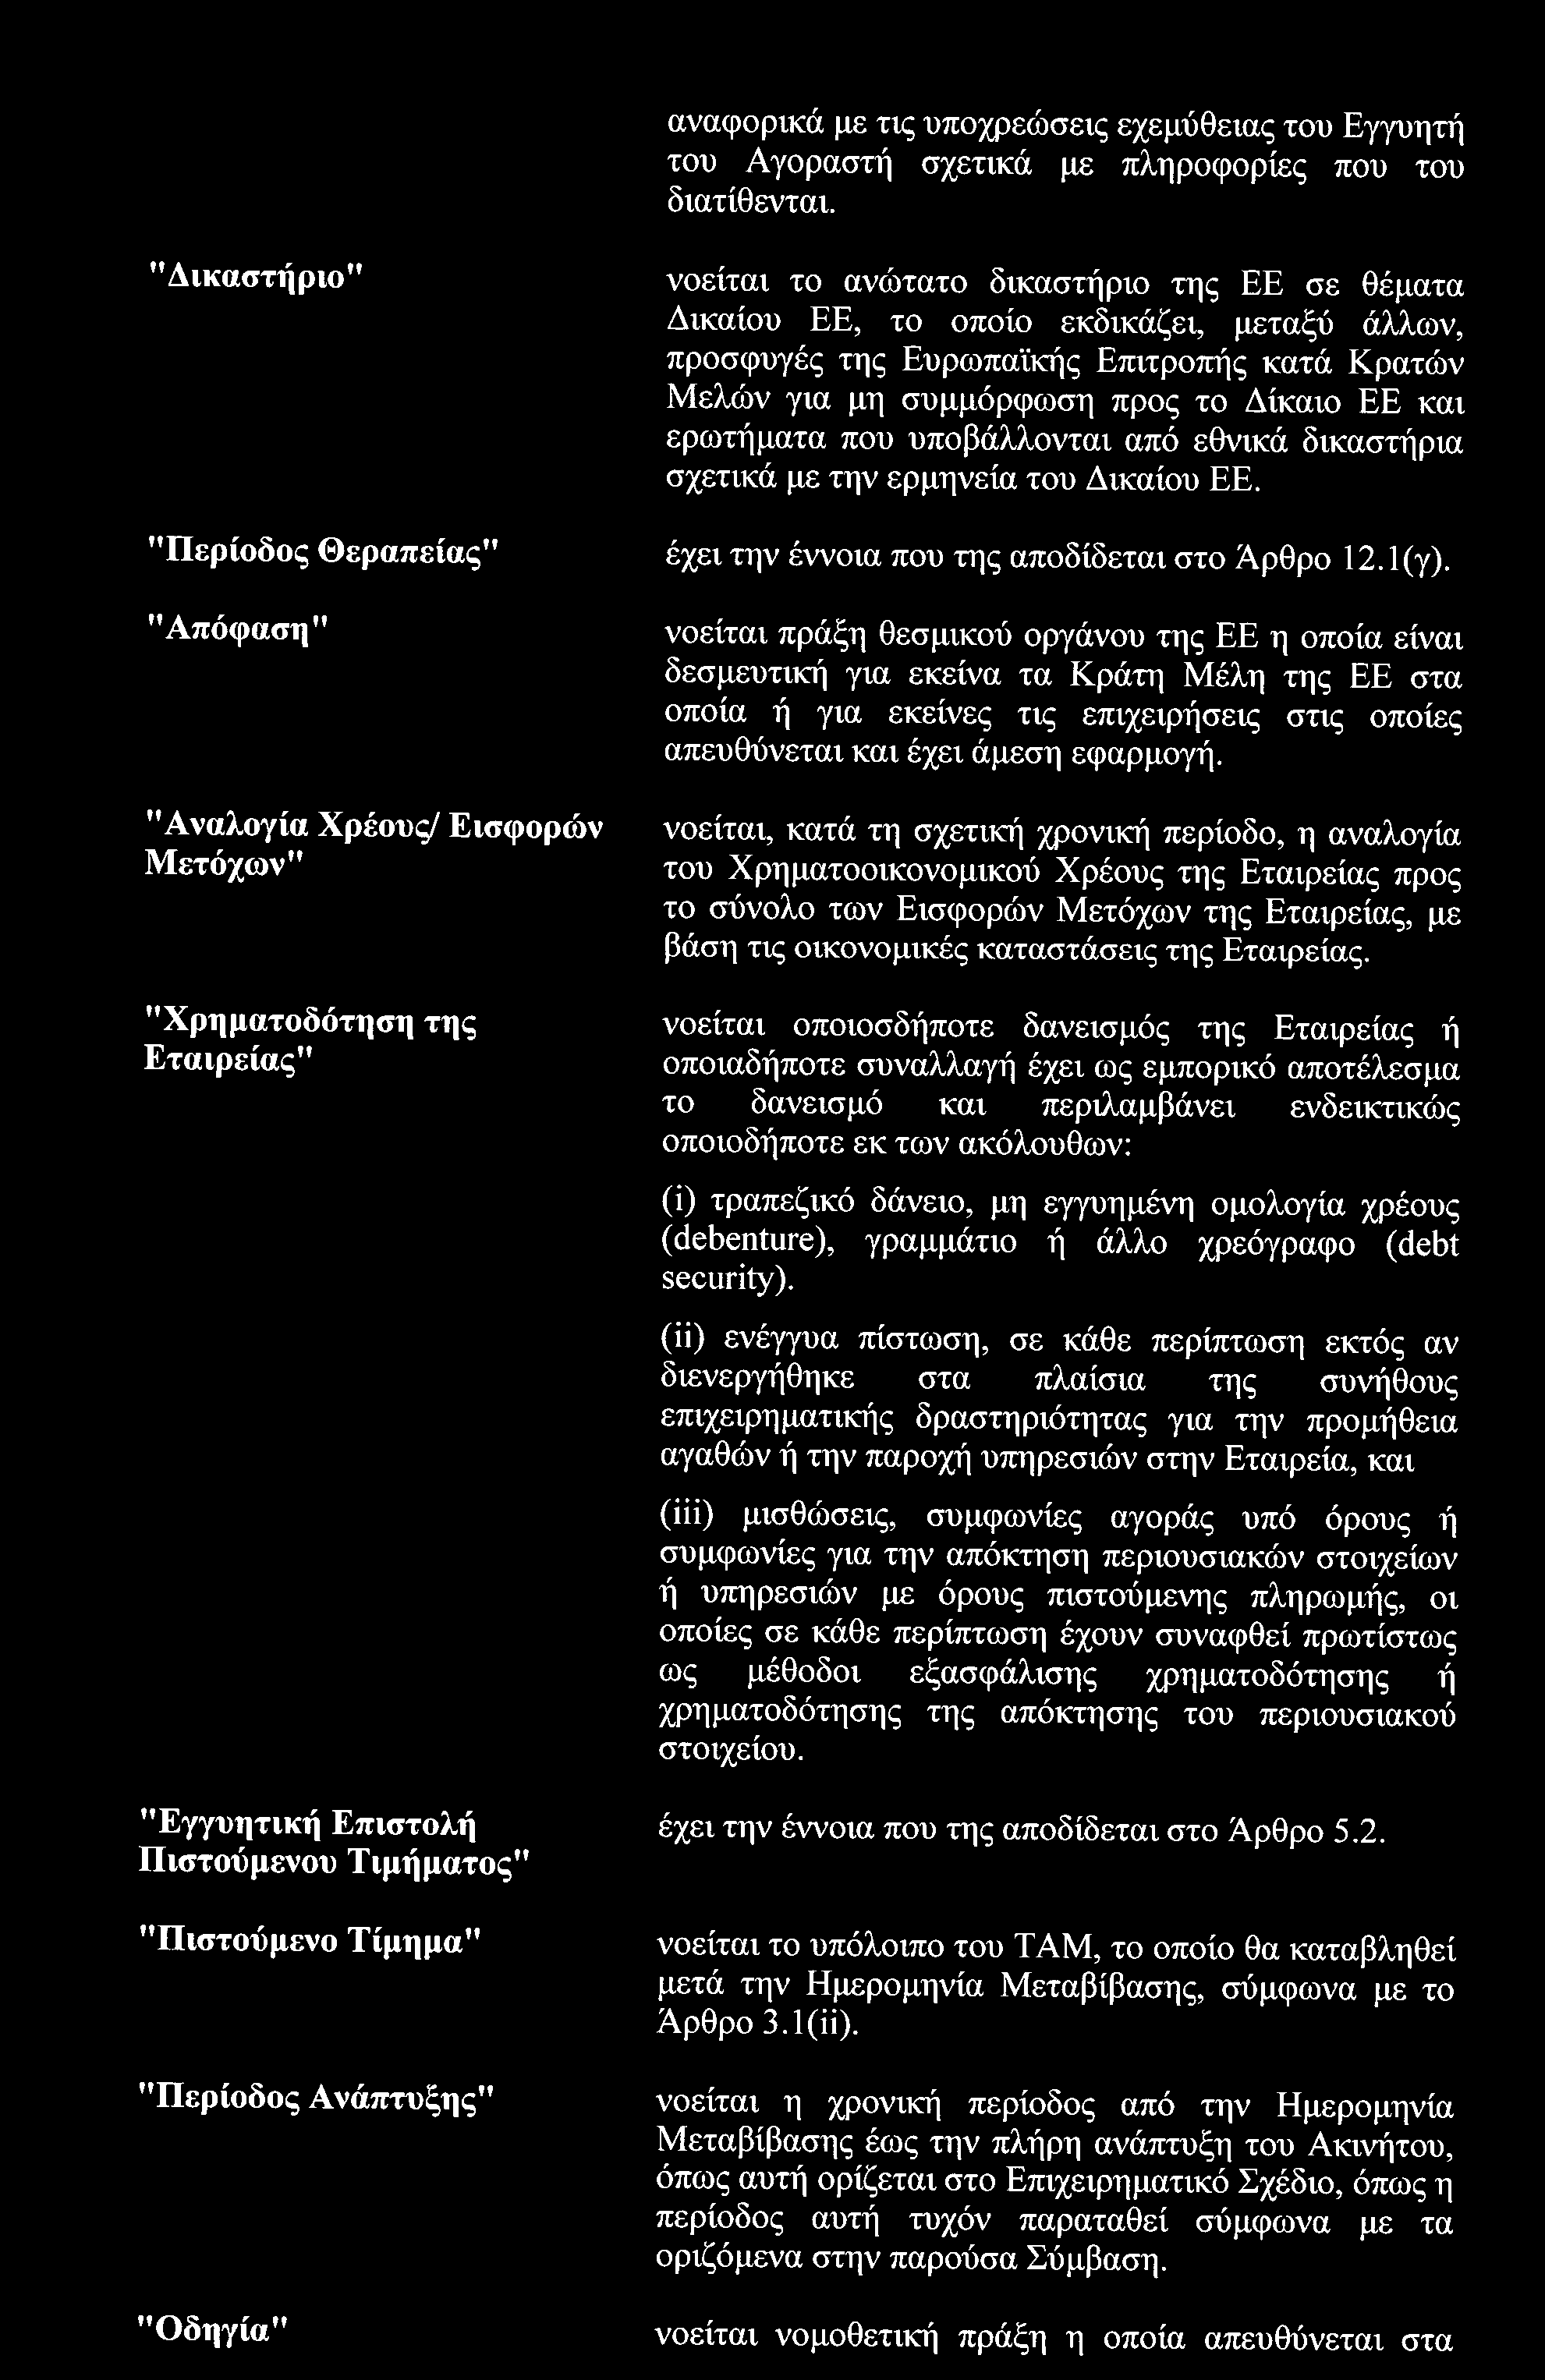 αναφορικά με τις υποχρεώσεις εχεμύθειας του Εγγυητή
του Αγοραστή σχετικά με πληροφορίες που του
διατίθενται.
"Δικαστήριο"
νοείται το ανώτατο δικαστήριο της ΕΕ σε θέματα
Δικαίου ΕΕ, το οποίο εκδικάζει, μεταξύ άλλων,
προσφυγές της Ευρωπαϊκής Επιτροπής κατά Κρατών
Μελών για μη συμμόρφωση προς το Δίκαιο ΕΕ και
ερωτήματα που υποβάλλονται από εθνικά δικαστήρια
σχετικά με την ερμηνεία του Δικαίου ΕΕ.
"Περίοδος Θεραπείας"
έχει την έννοια που της αποδίδεται στο Άρθρο 12.1(γ).
"Απόφαση"
νοείται πράξη θεσμικού οργάνου της ΕΕ η οποία είναι
δεσμευτική για εκείνα τα Κράτη Μέλη της ΕΕ στα
οποία ή για εκείνες τις επιχειρήσεις στις οποίες
απευθύνεται και έχει άμεση εφαρμογή.
"Αναλογία Χρέους/ Εισφορών
Μετόχων"
νοείται, κατά τη σχετική χρονική περίοδο, η αναλογία
του Χρηματοοικονομικού Χρέους της Εταιρείας προς
το σύνολο των Εισφορών Μετόχων της Εταιρείας, με
βάση τις οικονομικές καταστάσεις της Εταιρείας.
"Χρηματοδότηση της
Εταιρείας"
νοείται οποιοσδήποτε δανεισμός της Εταιρείας ή
οποιαδήποτε συναλλαγή έχει ως εμπορικό αποτέλεσμα
το δανεισμό και περιλαμβάνει ενδεικτικώς
οποιοδήποτε εκ των ακόλουθων:
(i) τραπεζικό δάνειο, μη εγγυημένη ομολογία χρέους
(debenture), γραμμάτιο ή άλλο χρεόγραφο (debt
security).
(ii) ενέγγυα πίστωση, σε κάθε περίπτωση εκτός αν
διενεργήθηκε στα πλαίσια της συνήθους
επιχειρηματικής δραστηριότητας για την προμήθεια
αγαθών ή την παροχή υπηρεσιών στην Εταιρεία, και
(iii) μισθώσεις, συμφωνίες αγοράς υπό όρους ή
συμφωνίες για την απόκτηση περιουσιακών στοιχείων
ή υπηρεσιών με όρους πιστούμενης πληρωμής, οι
οποίες σε κάθε περίπτωση έχουν συναφθεί πρωτίστως
ως μέθοδοι εξασφάλισης χρηματοδότησης ή
χρηματοδότησης της απόκτησης του περιουσιακού
στοιχείου.
"Εγγυητική Επιστολή
Πιστούμενου Τιμήματος"
έχει την έννοια που της αποδίδεται στο Άρθρο 5.2.
"Πιστούμενο Τίμημα"
νοείται το υπόλοιπο του ΤΑΜ, το οποίο θα καταβληθεί
μετά την Ημερομηνία Μεταβίβασης, σύμφωνα με το
Άρθρο 3.1(ii).
"Περίοδος Ανάπτυξης"
νοείται η χρονική περίοδος από την Ημερομηνία
Μεταβίβασης έως την πλήρη ανάπτυξη του Ακινήτου,
όπως αυτή ορίζεται στο Επιχειρηματικό Σχέδιο, όπως η
περίοδος αυτή τυχόν παραταθεί σύμφωνα με τα
οριζόμενα στην παρούσα Σύμβαση.
"Οδηγία"
νοείται νομοθετική πράξη η οποία απευθύνεται στα